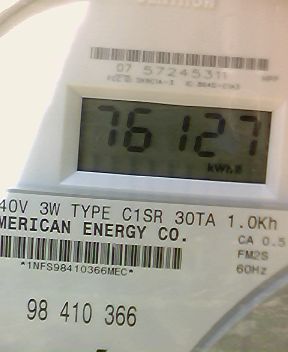 07 57245311
76127
kWh
40V 3W TYPE C1SR 30TA 1.0Kh
MERICAN ENERGY CO.
CA 0.5
*1NFS98410366MEC*
FM2S
60Hz
98 410 366